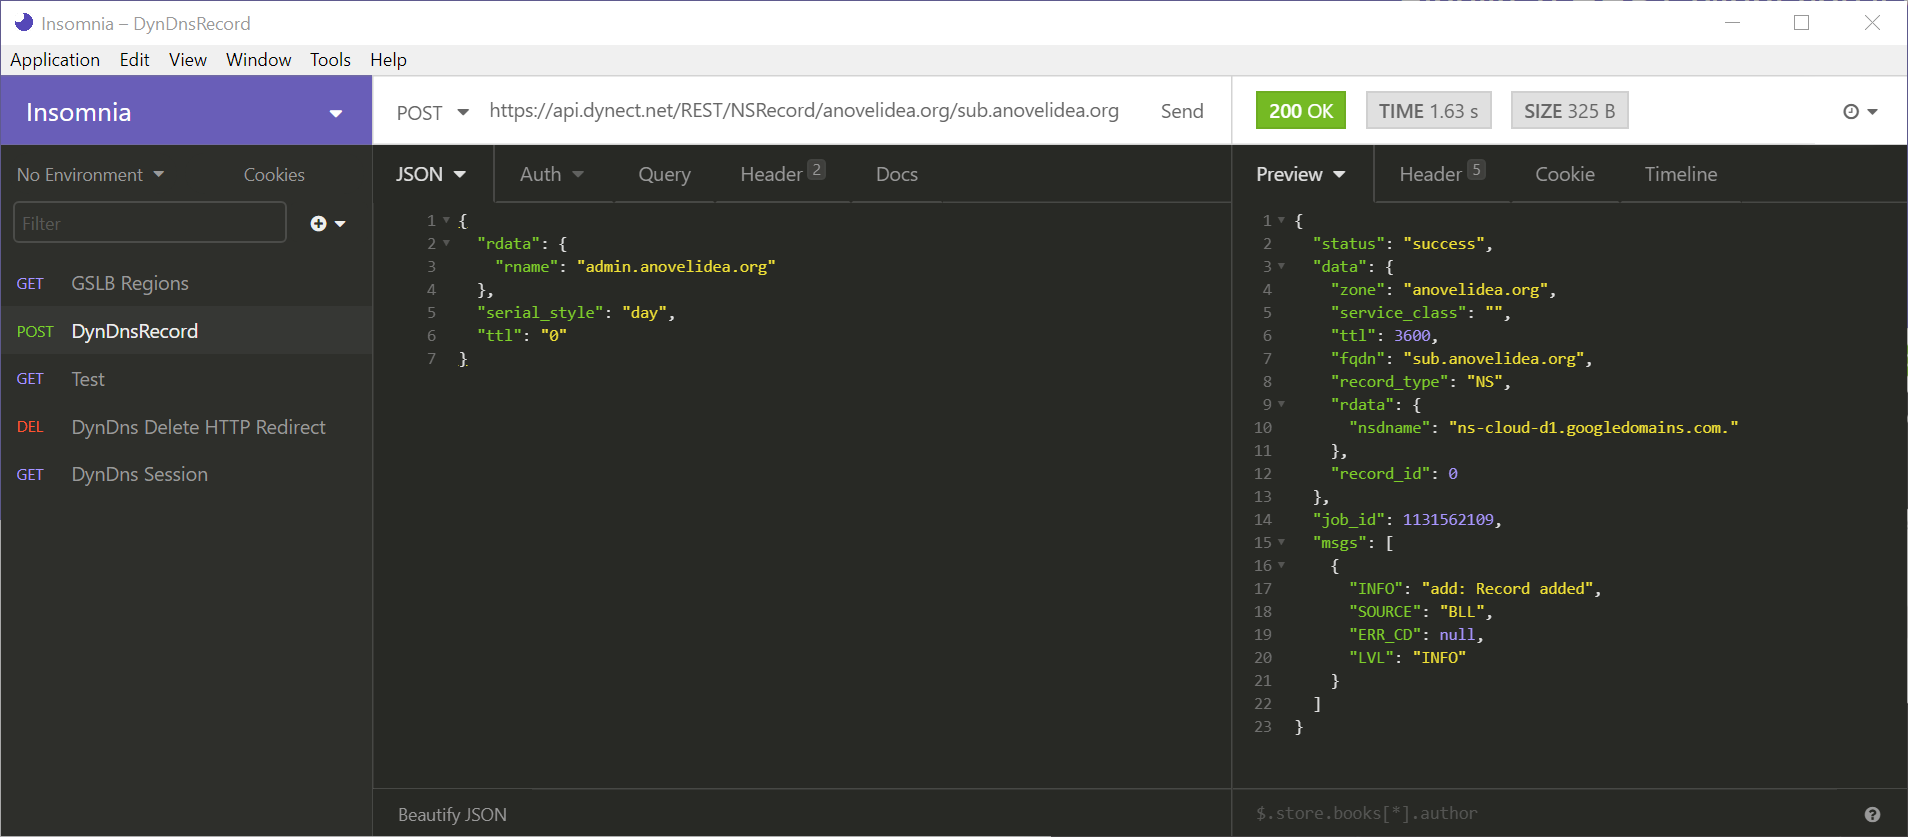 Insomnia – DynDnsRecord
Application Edit View Window Tools Help
Insomnia
POST https://api.dynect.net/REST/NSRecord/anovelidea.org/sub.anovelidea.org Send
200 OK TIME 1.63 s SIZE 325 B
No Environment Cookies
Filter
GET GSLB Regions
POST DynDnsRecord
GET Test
DEL DynDns Delete HTTP Redirect
GET DynDns Session
JSON Auth Query Header 2 Docs
1 {
2 "rdata": {
3 "rname": "admin.anovelidea.org"
4 },
5 "serial_style": "day",
6 "ttl": "0"
7 }
Beautify JSON
Preview Header 5 Cookie Timeline
1 {
2 "status": "success",
3 "data": {
4 "zone": "anovelidea.org",
5 "service_class": "",
6 "ttl": 3600,
7 "fqdn": "sub.anovelidea.org",
8 "record_type": "NS",
9 "rdata": {
10 "nsdname": "ns-cloud-d1.googledomains.com."
11 },
12 "record_id": 0
13 },
14 "job_id": 1131562109,
15 "msgs": [
16 {
17 "INFO": "add: Record added",
18 "SOURCE": "BLL",
19 "ERR_CD": null,
20 "LVL": "INFO"
21 }
22 ]
23 }
$.store.books[*].author